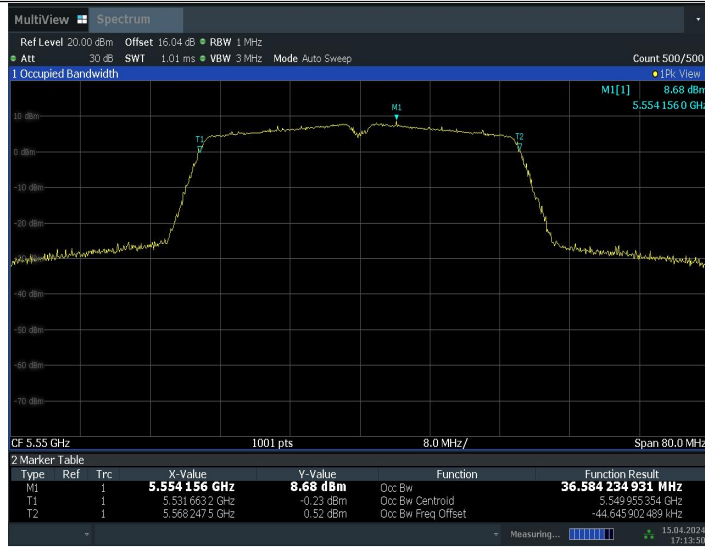 MultiView Spectrum
Ref Level 20.00 dBm Offset 16.04 dB RBW 1 MHz
Att 30 dB SWT 1.01 ms VBW 3 MHz Mode Auto Sweep Count 500/500
1 Occupied Bandwidth 1Pk View
M1[1] 8.68 dBm
5.554 156 0 GHz
M1
10 dBm
T1
T2
0 dBm
-10 dBm
-20 dBm
-40 dBm
-50 dBm
-60 dBm
-70 dBm
CF 5.55 GHz 1001 pts 8.0 MHz/ Span 80.0 MHz
2 Marker Table
Type Ref Trc X-Value Y-Value Function Function Result
M1 1 5.554 156 GHz 8.68 dBm Occ Bw 36.584 234 931 MHz
T1 1 5.531 663 2 GHz -0.23 dBm Occ Bw Centroid 5.549 955 354 GHz
T2 1 5.568 247 5 GHz 0.52 dBm Occ Bw Freq Offset -44.645 902 489 kHz
Measuring... 15.04.2024
17:13:50